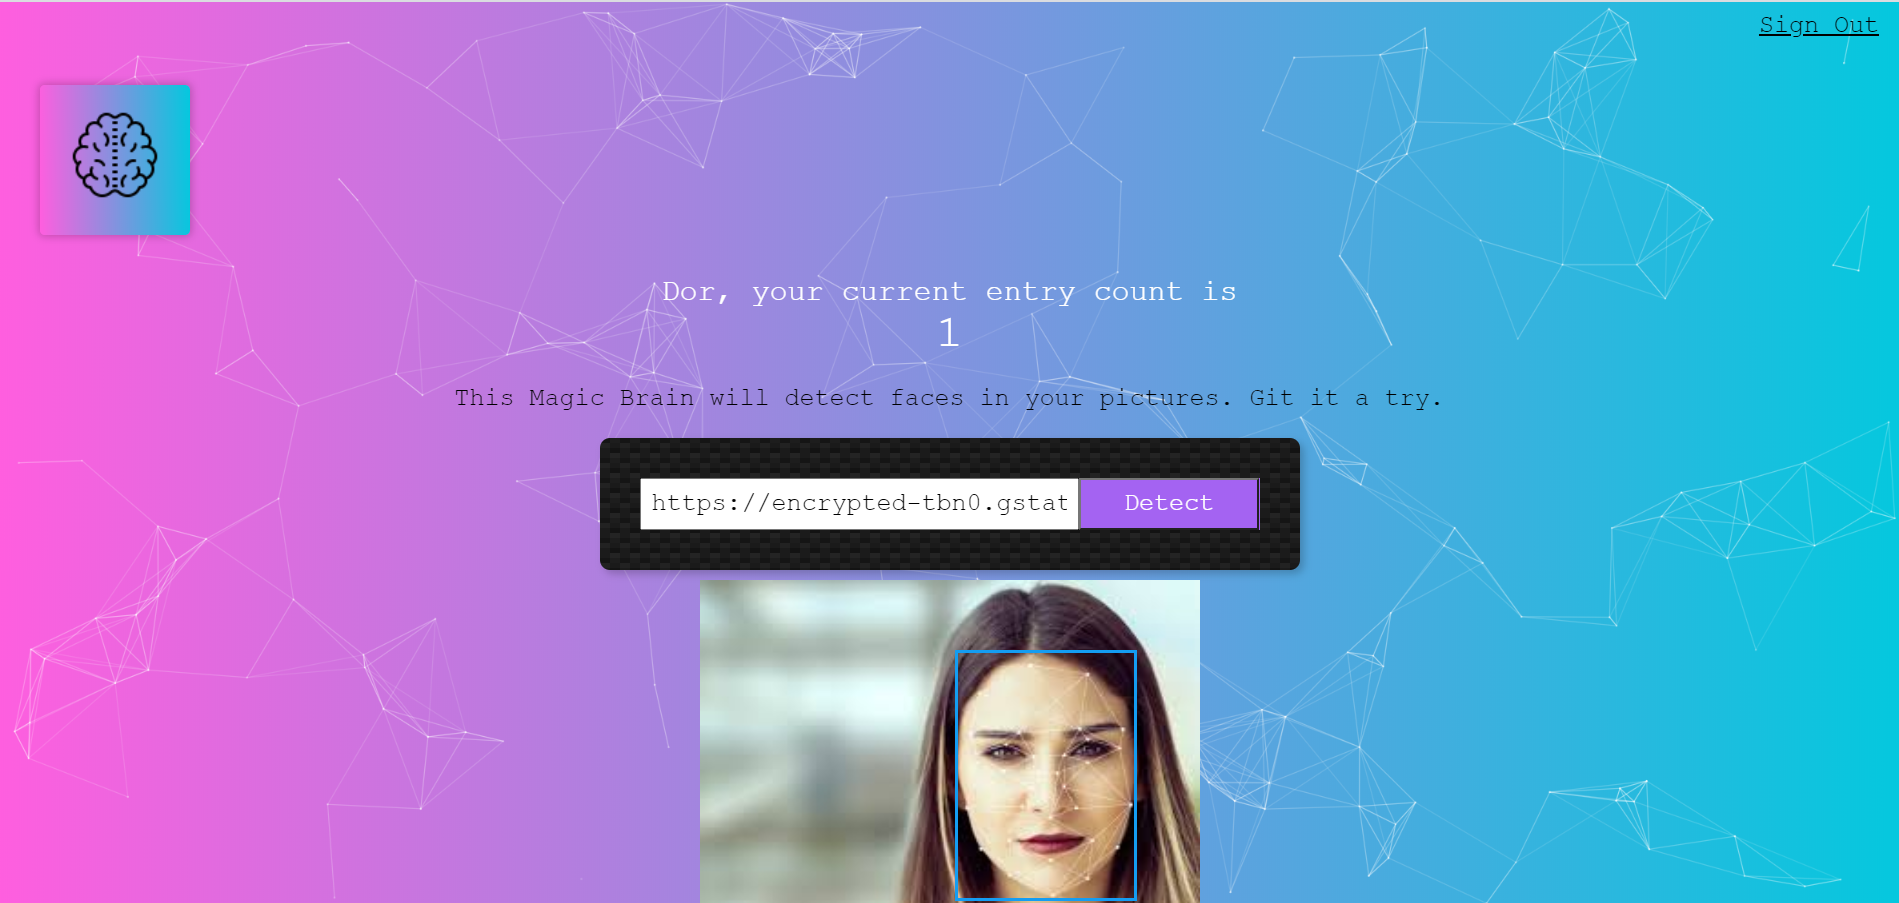 Sign Out
Dor, your current entry count is
1
This Magic Brain will detect faces in your pictures. Git it a try.
https://encrypted-tbn0.gstat
Detect